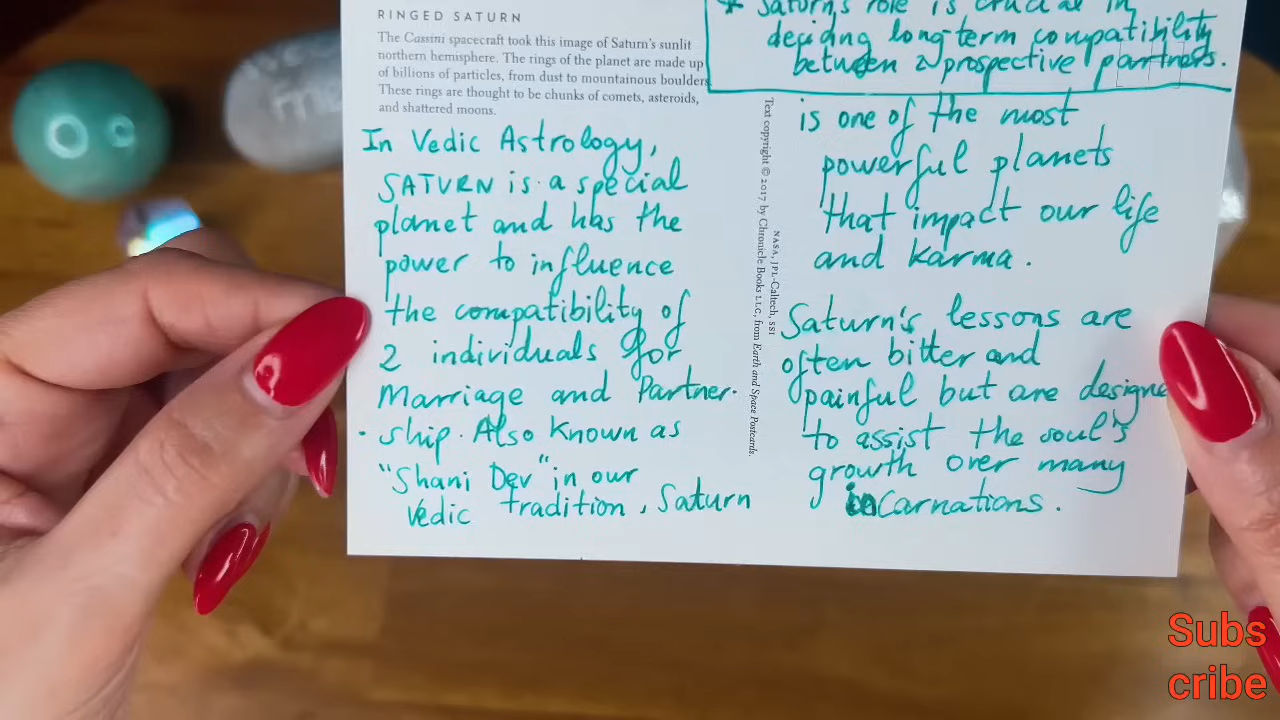 RINGED SATURN
The Cassini spacecraft took this image of Saturn's sunlit
northern hemisphere. The rings of the planet are made up
of billions of particles, from dust to mountainous boulders.
These rings are thought to be chunks of comets, asteroids,
and shattered moons.
In Vedic Astrology,
SATURN is a special
planet and has the
power to influence
the compatibility of
2 individuals for
Marriage and Partner-
-ship. Also known as
"Shani Dev" in our
Vedic tradition, Saturn
* Saturn's role is crucial in
deciding long-term compatibility
between 2 prospective partners.
is one of the most
powerful planets
that impact our life
and karma.
Saturn's lessons are
often bitter and
painful but are designe
to assist the soul's
growth over many
incarnations.
NASA, JPL-Caltech, SSI
Text copyright © 2017 by Chronicle Books LLC, from Earth and Space Postcards.
Subs
cribe